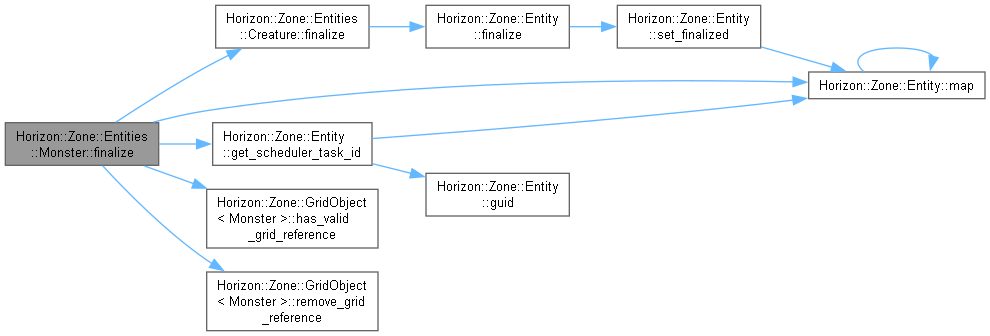 Horizon::Zone::Entities
::Monster::finalize
Horizon::Zone::Entities
::Creature::finalize
Horizon::Zone::Entity
::finalize
Horizon::Zone::Entity
::set_finalized
Horizon::Zone::Entity::map
Horizon::Zone::Entity
::get_scheduler_task_id
Horizon::Zone::Entity
::guid
Horizon::Zone::GridObject
< Monster >::has_valid
_grid_reference
Horizon::Zone::GridObject
< Monster >::remove_grid
_reference